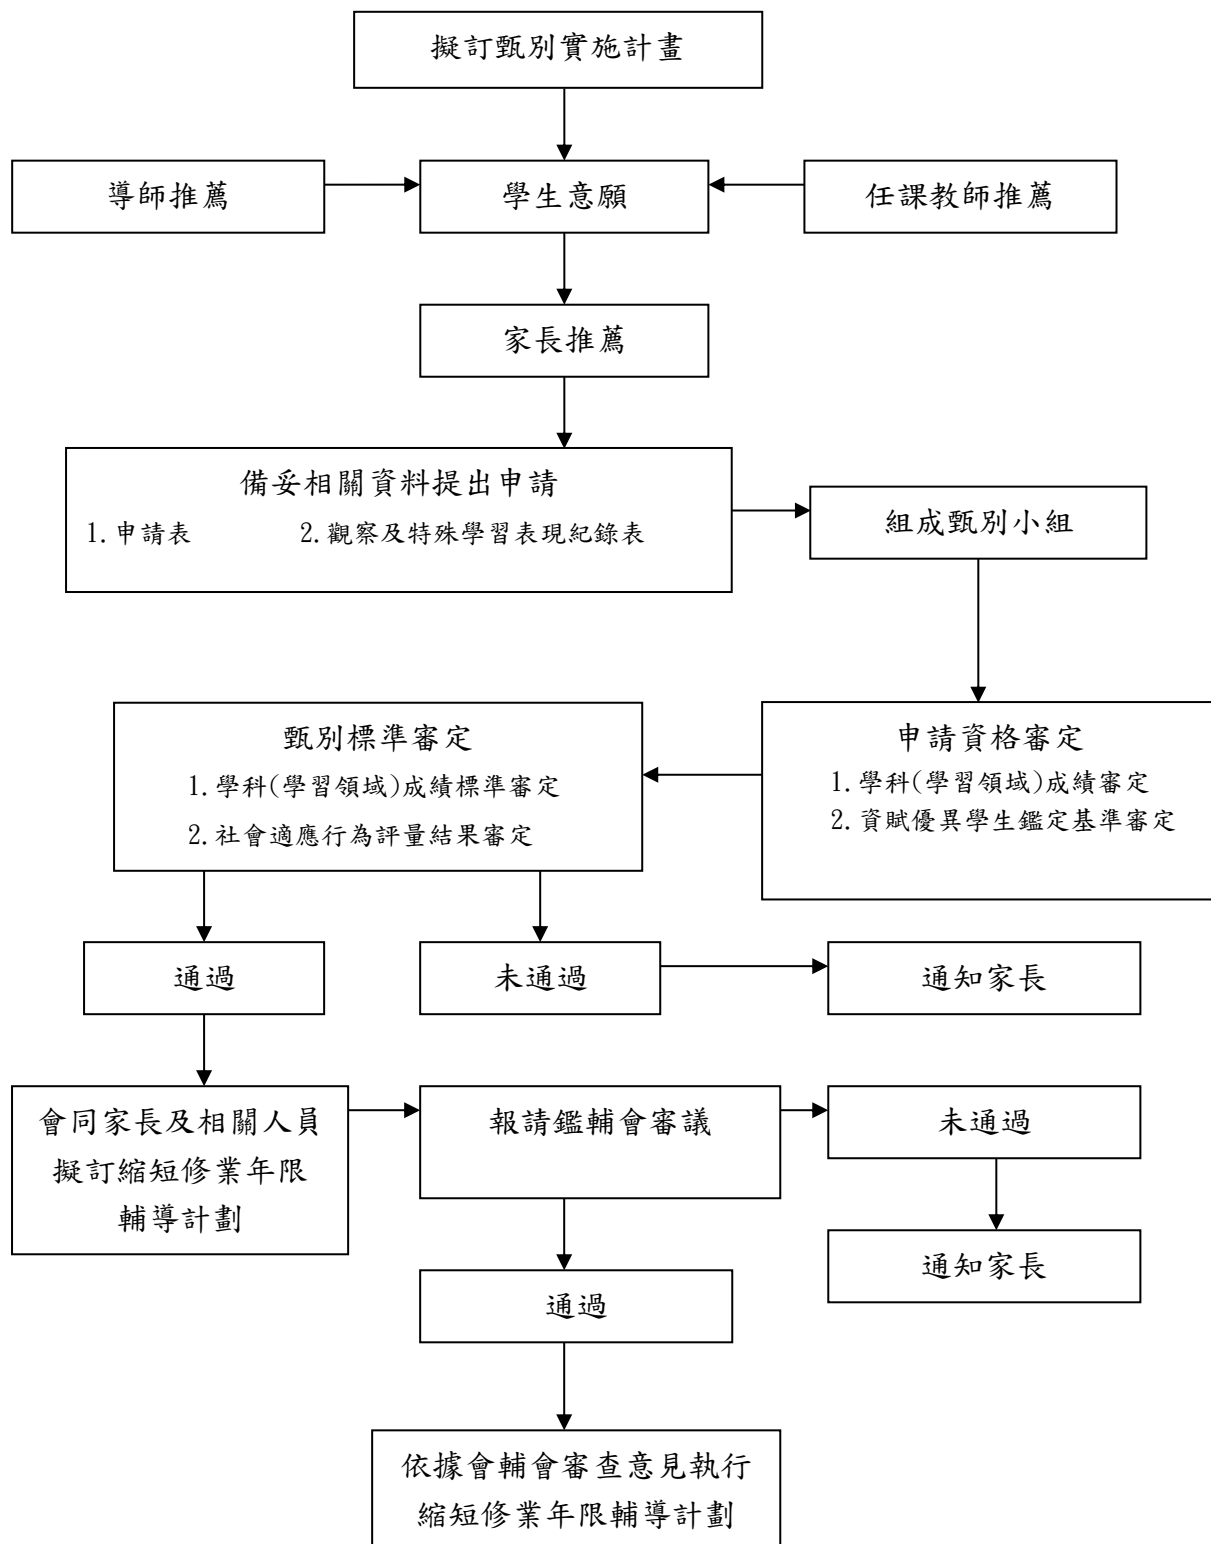 擬訂甄別實施計畫
導師推薦
學生意願
任課教師推薦
家長推薦
備妥相關資料提出申請
1.申請表 2.觀察及特殊學習表現紀錄表
組成甄別小組
甄別標準審定
1.學科(學習領域)成績標準審定
2.社會適應行為評量結果審定
申請資格審定
1.學科(學習領域)成績審定
2.資賦優異學生鑑定基準審定
通過
未通過
通知家長
會同家長及相關人員
擬訂縮短修業年限
輔導計劃
報請鑑輔會審議
未通過
通知家長
通過
依據會輔會審查意見執行
縮短修業年限輔導計劃